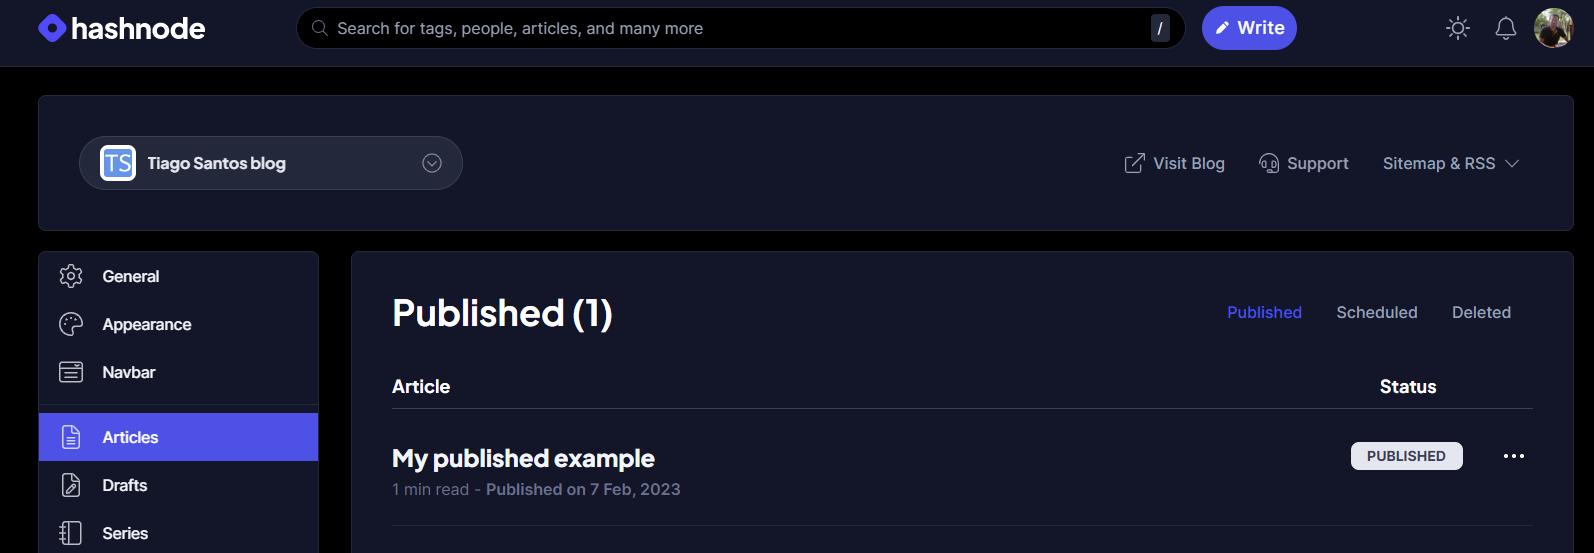 hashnode
Search for tags, people, articles, and many more
/
Write
TS
Tiago Santos blog
Visit Blog
Support
Sitemap & RSS
General
Appearance
Navbar
Articles
Drafts
Series
Published (1)
Published
Scheduled
Deleted
Article
Status
My published example
PUBLISHED
1 min read - Published on 7 Feb, 2023